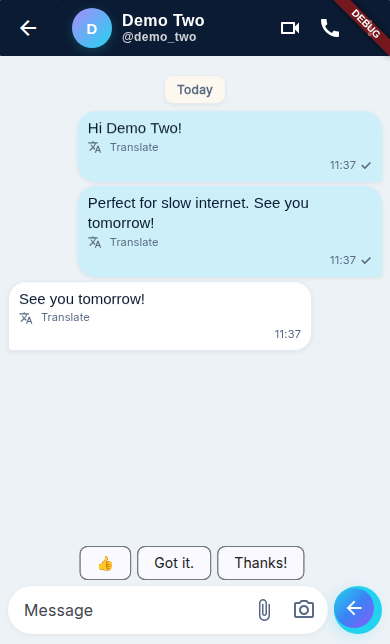 Demo Two
@demo_two
DEBUG
D
Today
Hi Demo Two!
Translate
11:37
Perfect for slow internet. See you
tomorrow!
Translate
11:37
See you tomorrow!
Translate
11:37
👍
Got it.
Thanks!
Message